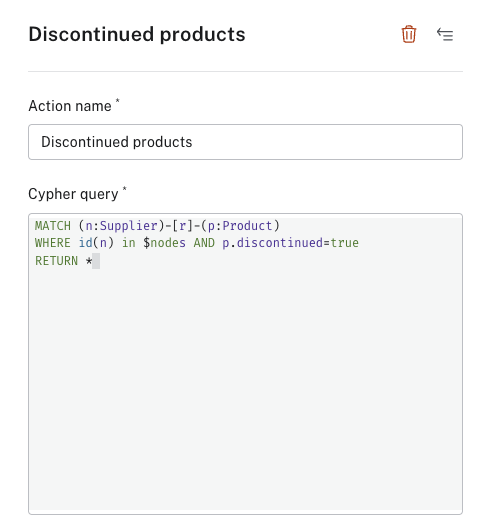 Discontinued products
Action name *
Discontinued products
Cypher query *
MATCH (n:Supplier)-[r]-(p:Product)
WHERE id(n) in $nodes AND p.discontinued=true
RETURN *